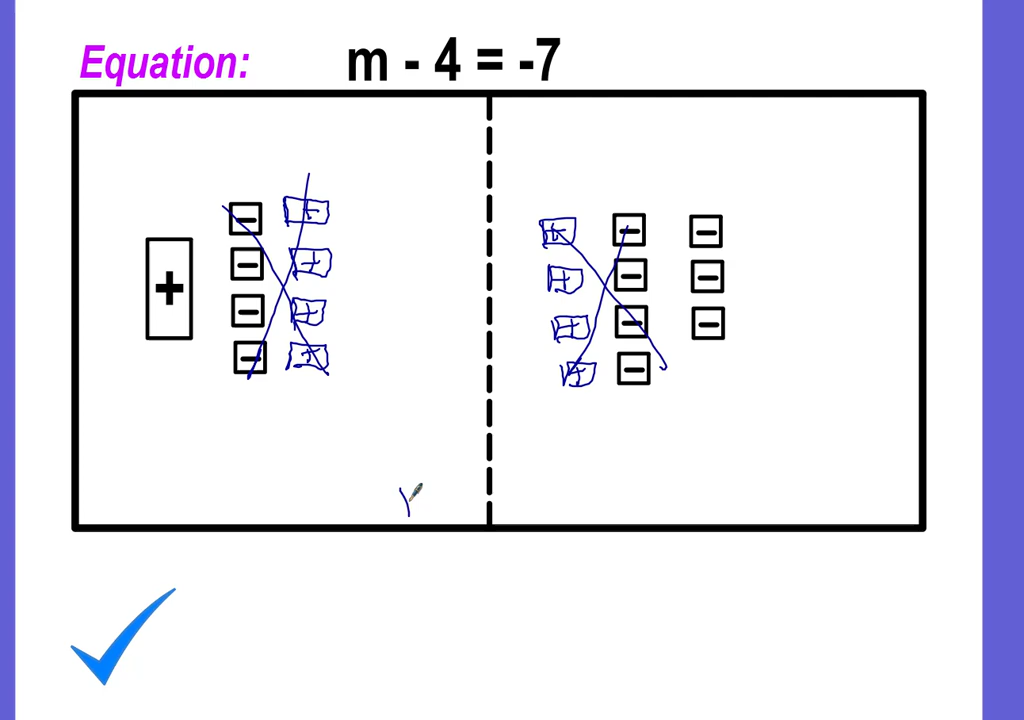 Equation: m - 4 = -7
- +
- + + - -
+ - + + - -
- + + - -
- + + -